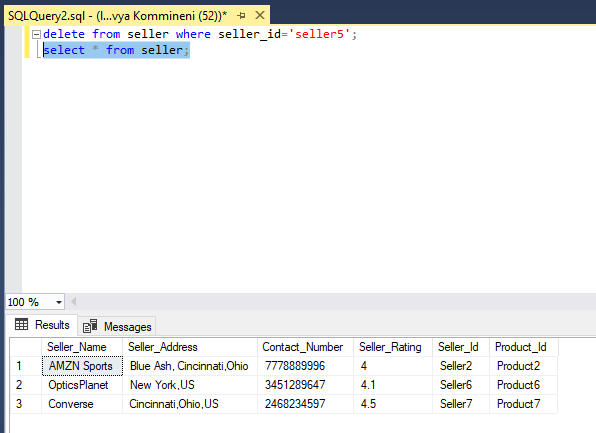 SQLQuery2.sql - (l...vya Kommineni (52))*
delete from seller where seller_id='seller5';
select * from seller;
100 %
Results Messages
Seller_Name Seller_Address Contact_Number Seller_Rating Seller_Id Product_Id
1 AMZN Sports Blue Ash, Cincinnati,Ohio 7778889996 4 Seller2 Product2
2 OpticsPlanet New York,US 3451289647 4.1 Seller6 Product6
3 Converse Cincinnati,Ohio,US 2468234597 4.5 Seller7 Product7